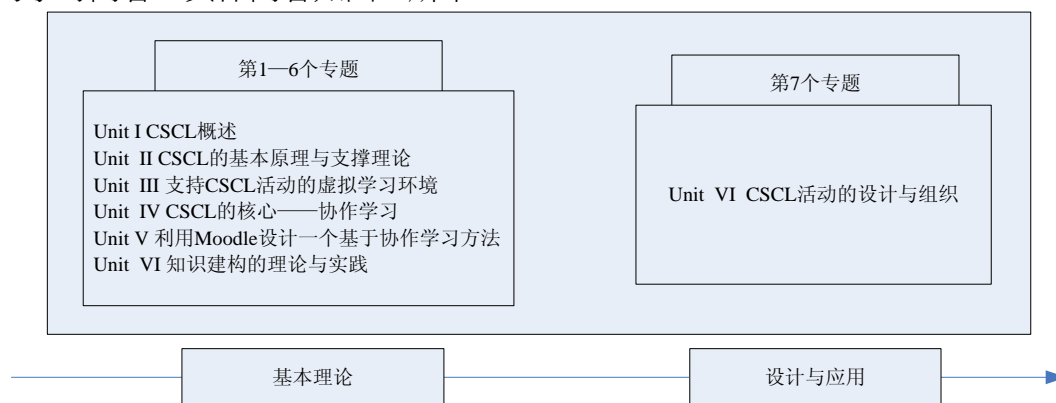 第1—6个专题
Unit I CSCL概述
Unit II CSCL的基本原理与支撑理论
Unit III 支持CSCL活动的虚拟学习环境
Unit IV CSCL的核心——协作学习
Unit V 利用Moodle设计一个基于协作学习方法
Unit VI 知识建构的理论与实践
第7个专题
Unit VI CSCL活动的设计与组织
基本理论
设计与应用